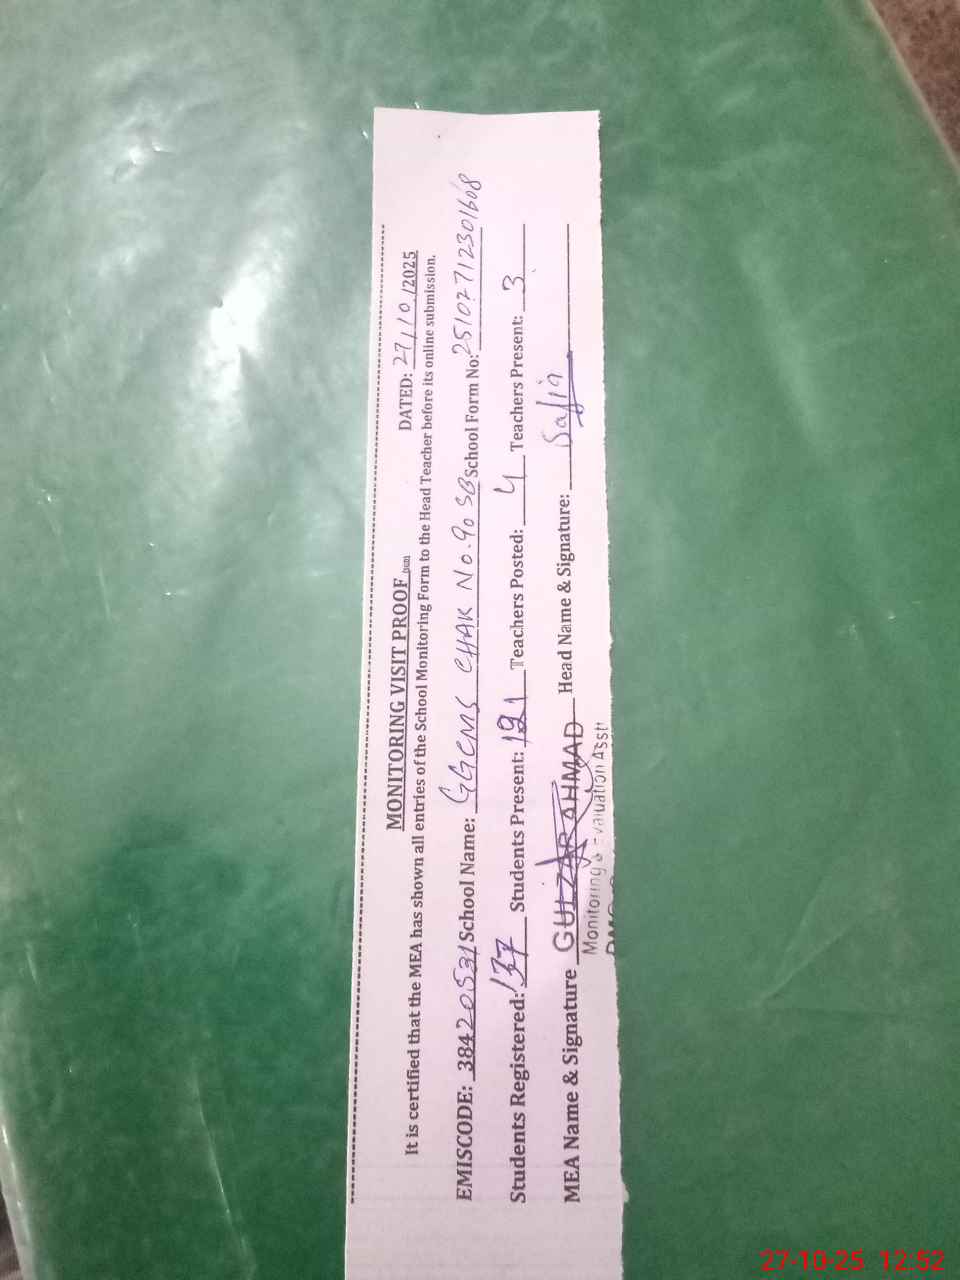 MONITORING VISIT PROOF
DATED: 27/10/2025
It is certified that the MEA has shown all entries of the School Monitoring Form to the Head Teacher before its online submission.
EMISCODE: 38420531 School Name: GGCMS CHAK No. 90 SB School Form No: 25102712301608
Students Registered: 137 Students Present: 121 Teachers Posted: 4 Teachers Present: 3
MEA Name & Signature GULZAR AHMAD Head Name & Signature: Safia
Monitoring & Evaluation Asstt
27-10-25 12:52